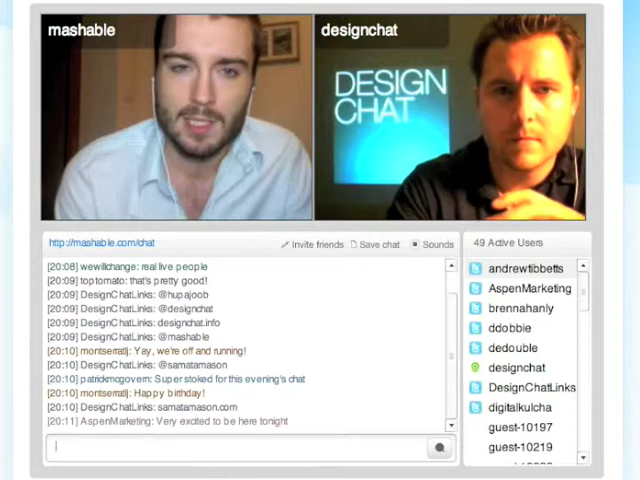 mashable
designchat
DESIGN
CHAT
http://mashable.com/chat
Invite friends
Save chat
Sounds
49 Active Users
[20:08] wewillchange: real live people
[20:09] toptomato: that's pretty good!
[20:09] DesignChatLinks: @hupajoob
[20:09] DesignChatLinks: @designchat
[20:09] DesignChatLinks: designchat.info
[20:09] DesignChatLinks: @mashable
[20:10] montserratlj: Yay, we're off and running!
[20:10] DesignChatLinks: @samatamason
[20:10] patrickmcgovern: Super stoked for this evening's chat
[20:10] montserratlj: Happy birthday!
[20:10] DesignChatLinks: samatamason.com
[20:11] AspenMarketing: Very excited to be here tonight
andrewtibbetts
AspenMarketing
brennahanly
ddobbie
dedouble
designchat
DesignChatLinks
digitalkulcha
guest-10197
guest-10219